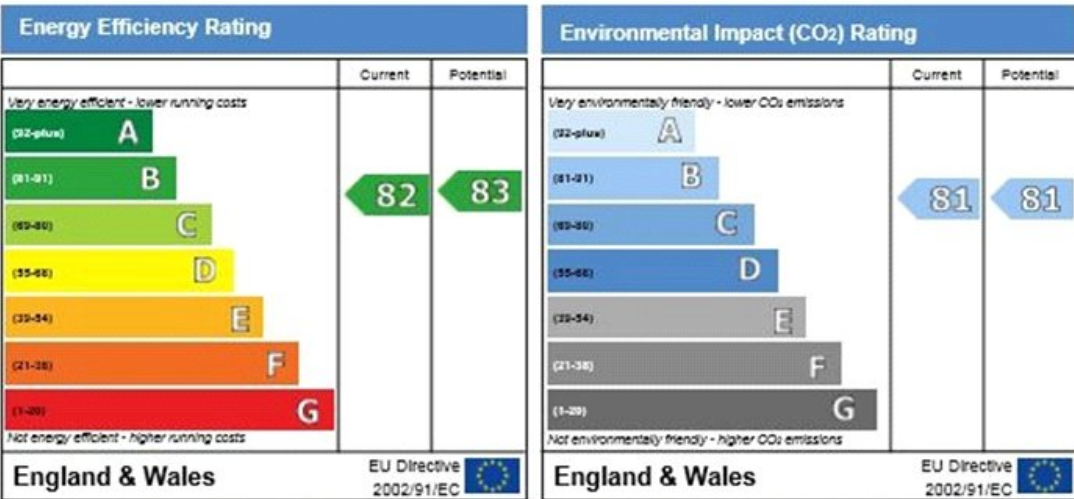 Energy Efficiency Rating
Current Potential
Very energy efficient - lower running costs
(92-plus) A
(81-91) B
(69-80) C
(55-68) D
(39-54) E
(21-38) F
(1-20) G
82
83
Not energy efficient - higher running costs
England & Wales
EU Directive
2002/91/EC
Environmental Impact (CO2) Rating
Current Potential
Very environmentally friendly - lower CO2 emissions
(92-plus) A
(81-91) B
(69-80) C
(55-68) D
(39-54) E
(21-38) F
(1-20) G
81
81
Not environmentally friendly - higher CO2 emissions
England & Wales
EU Directive
2002/91/EC